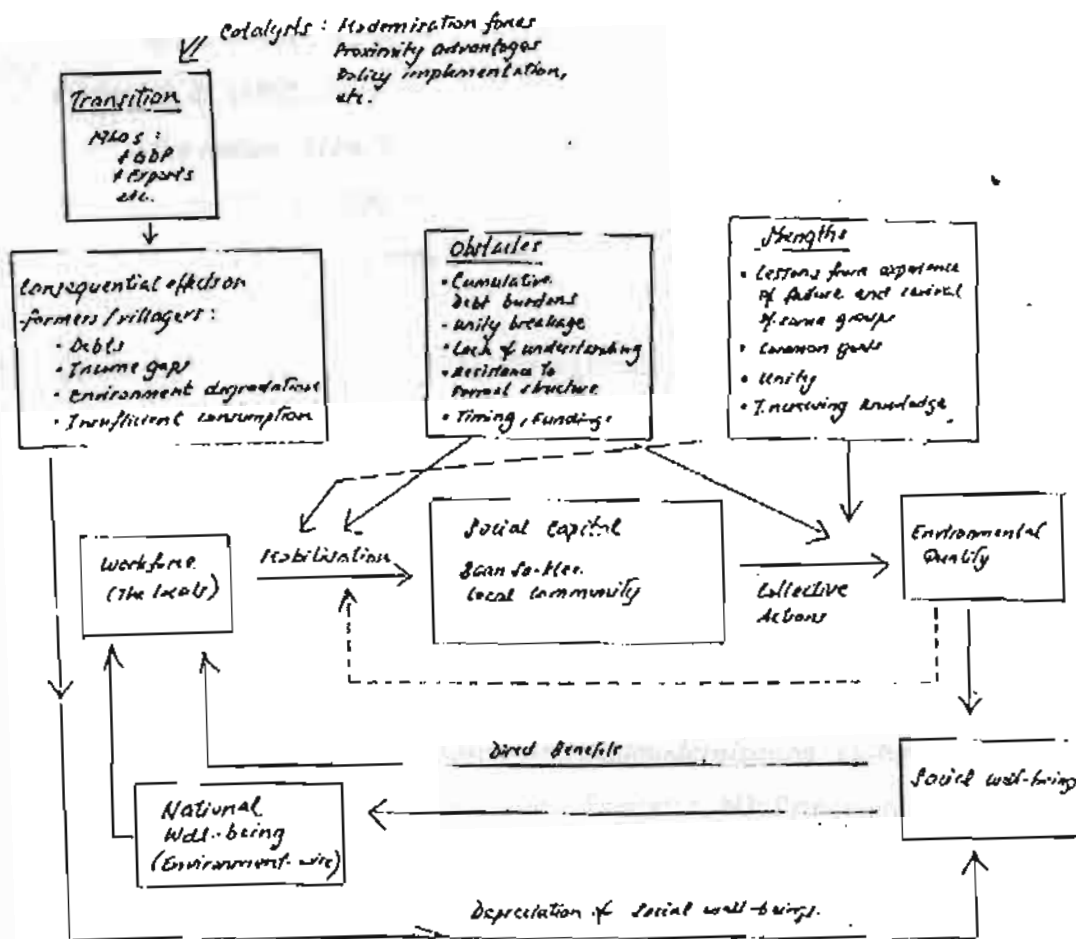 Catalysts : Modernisation forces
Proximity advantages
Policy implementation,
etc.
Transition
1960s :
↑ GDP
↑ Exports
etc.
Consequential effects on
farmers/villagers :
• Debts
• Income gaps
• Environment degradation
• Insufficient consumption
Obstacles
• Cumulative
Debt burdens
• Unity breakage
• Lack of understanding
• Resistance to
Formal structure
• Timing, Funding.
Strengths
• Lessons from experience
of failure and
of some groups
• Common goals
• Unity
• Increasing knowledge
Workforce
(The locals)
Mobilisation
Social Capital
Local Community
Collective
Actions
Environmental
Quality
Direct Benefits
Social well-being
National
Well-being
(Environment-wise)
Depreciation of Social well-beings.